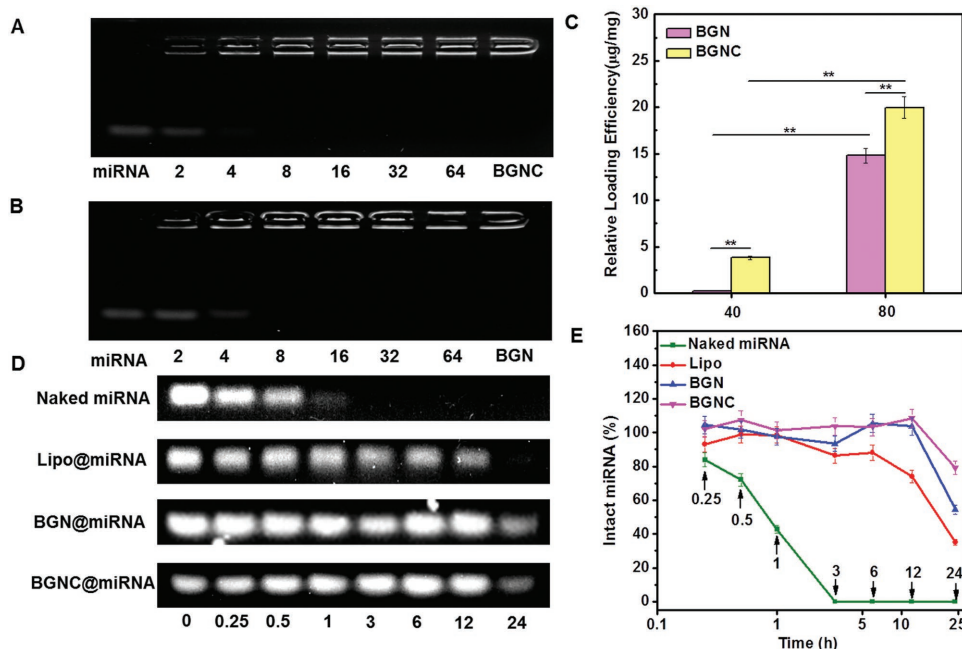 A
miRNA 2 4 8 16 32 64 BGNC
B
miRNA 2 4 8 16 32 64 BGN
C
BGN
BGNC
Relative Loading Efficiency(μg/mg)
30
25
20
15
10
5
0
**
**
**
**
40 80
D
Naked miRNA
Lipo@miRNA
BGN@miRNA
BGNC@miRNA
0 0.25 0.5 1 3 6 12 24
E
Naked miRNA
Lipo
BGN
BGNC
Intact miRNA (%)
160
140
120
100
80
60
40
20
0
0.25
0.5
1
3 6 12 24
0.1 1 5 10 25
Time (h)